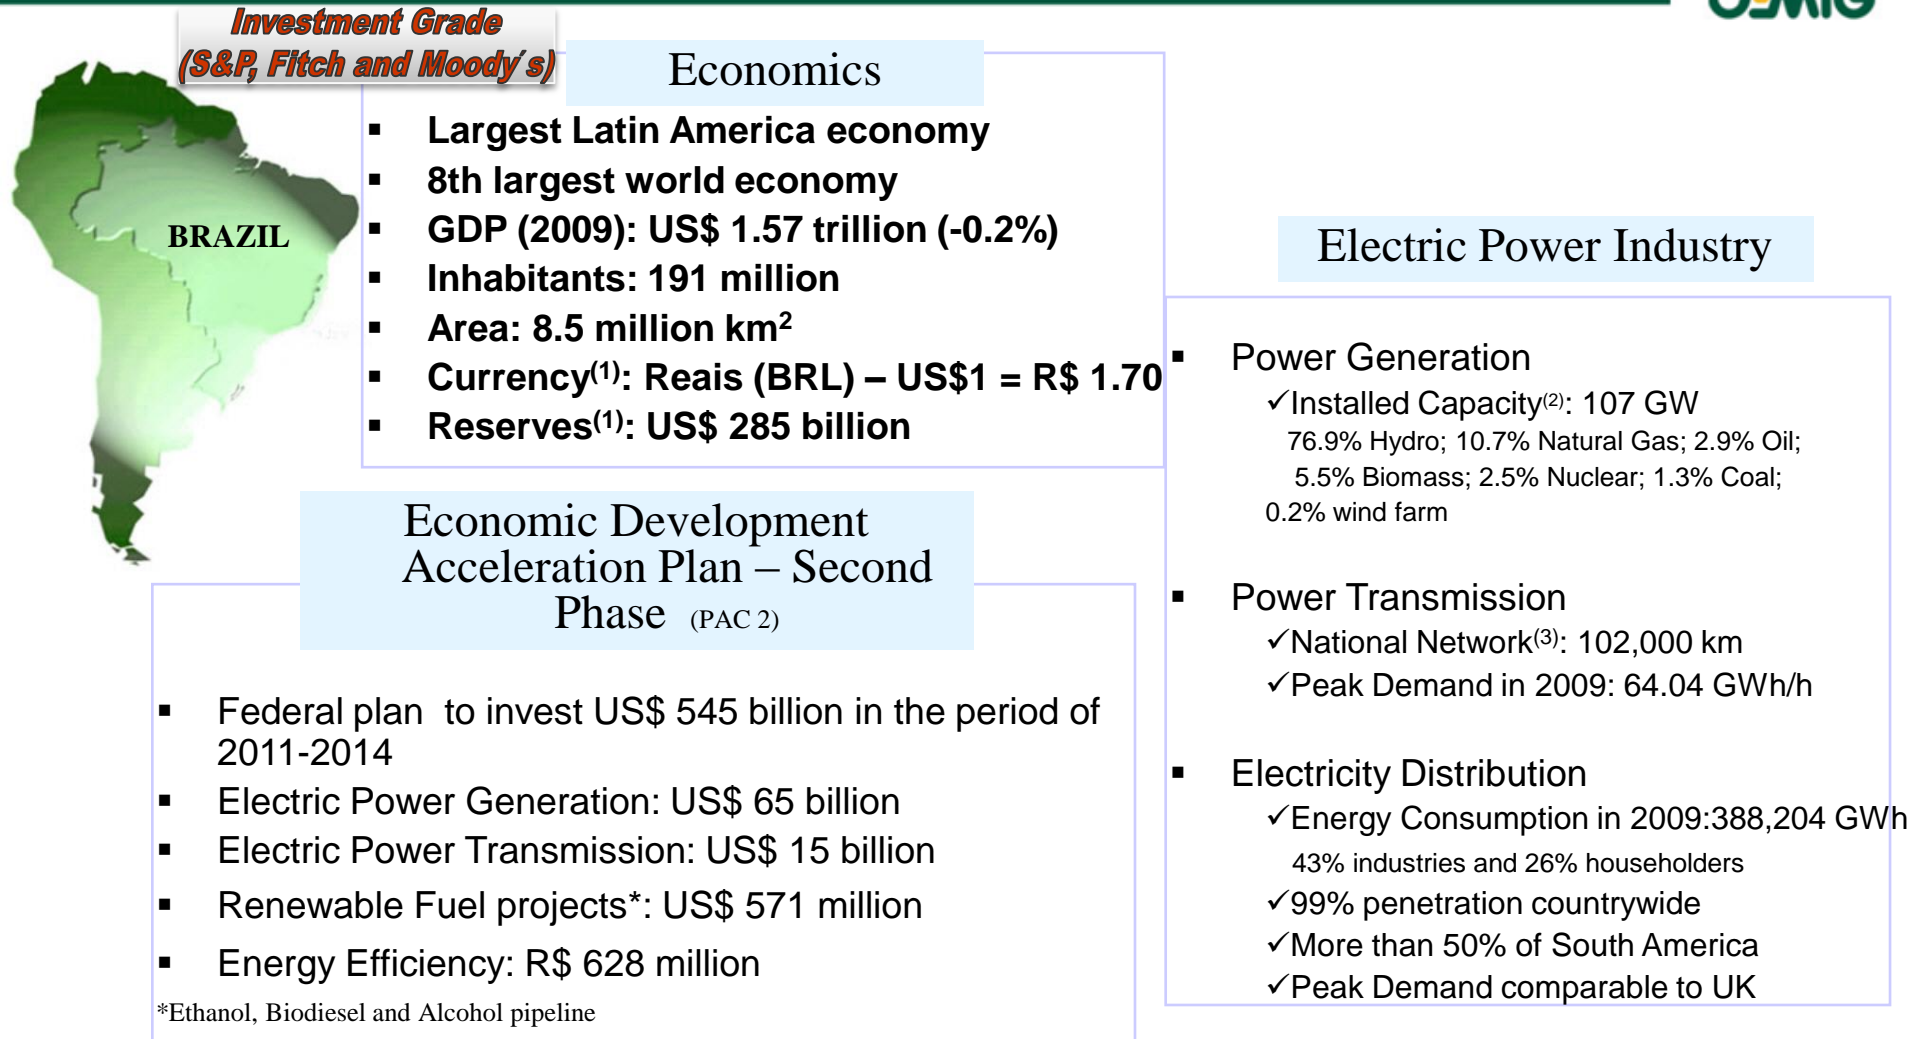 CEMIG
Investment Grade
(S&P, Fitch and Moody´s)
BRAZIL
Economics
▪ Largest Latin America economy
▪ 8th largest world economy
▪ GDP (2009): US$ 1.57 trillion (-0.2%)
▪ Inhabitants: 191 million
▪ Area: 8.5 million km²
▪ Currency⁽¹⁾: Reais (BRL) – US$1 = R$ 1.70
▪ Reserves⁽¹⁾: US$ 285 billion
Economic Development
Acceleration Plan – Second
Phase (PAC 2)
▪ Federal plan to invest US$ 545 billion in the period of
2011-2014
▪ Electric Power Generation: US$ 65 billion
▪ Electric Power Transmission: US$ 15 billion
▪ Renewable Fuel projects*: US$ 571 million
▪ Energy Efficiency: R$ 628 million
*Ethanol, Biodiesel and Alcohol pipeline
Electric Power Industry
▪ Power Generation
✓Installed Capacity⁽²⁾: 107 GW
76.9% Hydro; 10.7% Natural Gas; 2.9% Oil;
5.5% Biomass; 2.5% Nuclear; 1.3% Coal;
0.2% wind farm
▪ Power Transmission
✓National Network⁽³⁾: 102,000 km
✓Peak Demand in 2009: 64.04 GWh/h
▪ Electricity Distribution
✓Energy Consumption in 2009:388,204 GWh
43% industries and 26% householders
✓99% penetration countrywide
✓More than 50% of South America
✓Peak Demand comparable to UK